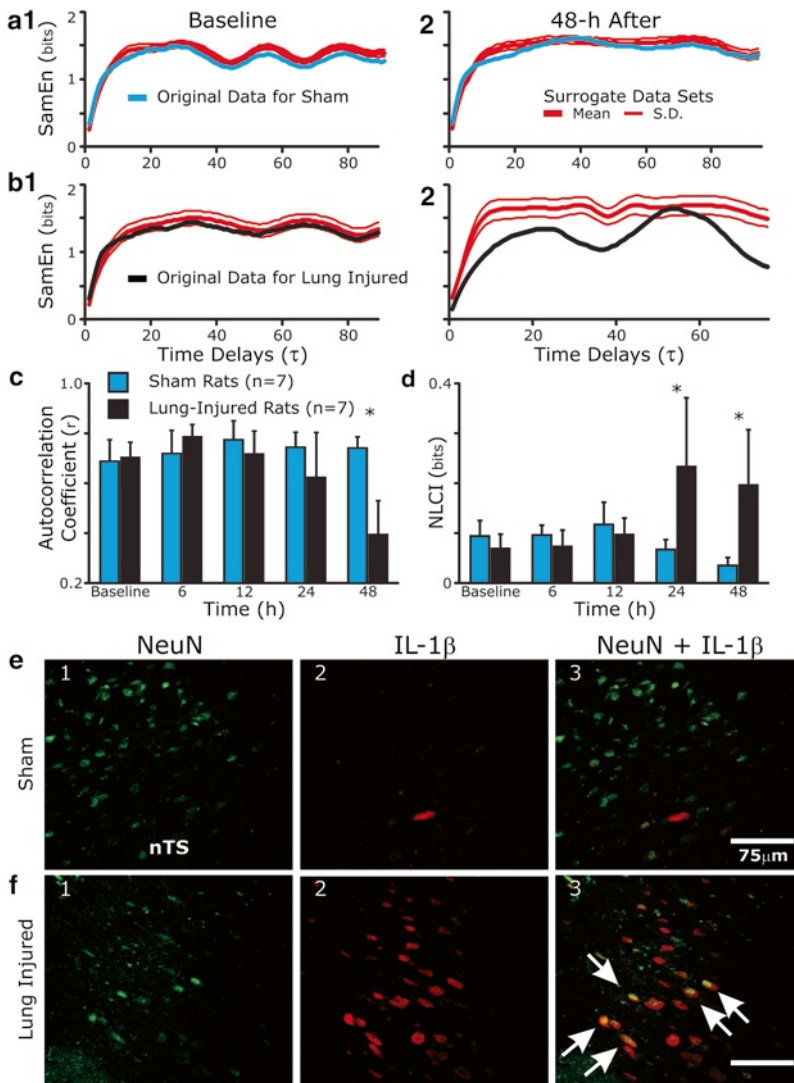 a1
Baseline
2
48-h After
SamEn (bits)
2
1
0
0 20 40 60 80
Original Data for Sham
0 20 40 60 80
Surrogate Data Sets
Mean S.D.
b1
2
SamEn (bits)
2
1
0
0 20 40 60 80
Original Data for Lung Injured
Time Delays (τ)
0 20 40 60
Time Delays (τ)
c
Sham Rats (n=7)
Lung-Injured Rats (n=7)
*
Autocorrelation
Coefficient (r)
1.0
0.2
Baseline 6 12 24 48
Time (h)
d
* *
NLCI (bits)
0.4
0
Baseline 6 12 24 48
Time (h)
NeuN IL-1β NeuN + IL-1β
e
Sham
1 2 3
nTS
75μm
f
Lung Injured
1 2 3